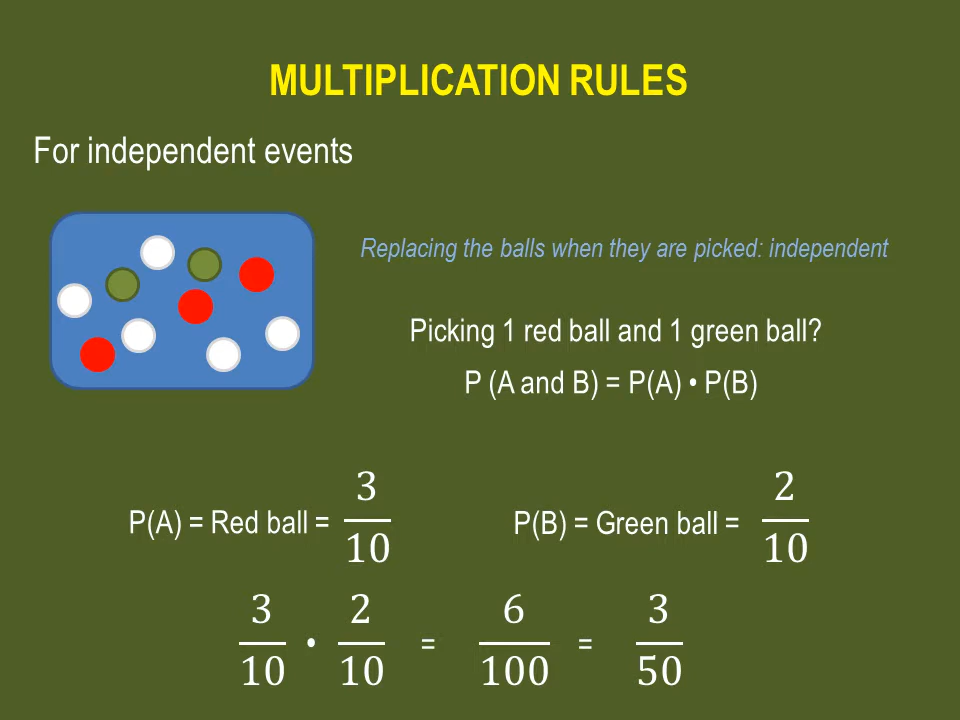 MULTIPLICATION RULES
For independent events
Replacing the balls when they are picked: independent
Picking 1 red ball and 1 green ball?
P (A and B) = P(A) • P(B)
P(A) = Red ball = 3/10
P(B) = Green ball = 2/10
3/10 • 2/10 = 6/100 = 3/50